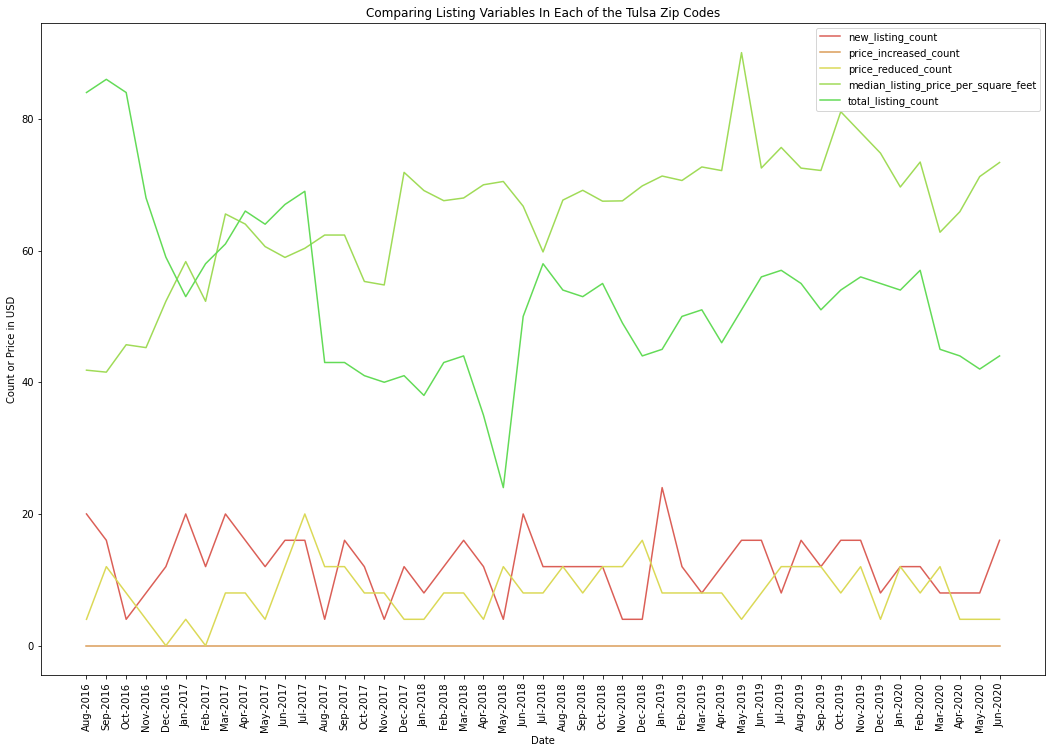 Comparing Listing Variables In Each of the Tulsa Zip Codes
new_listing_count
price_increased_count
price_reduced_count
median_listing_price_per_square_feet
total_listing_count
Count or Price in USD
80
60
40
20
0
Aug-2016
Sep-2016
Oct-2016
Nov-2016
Dec-2016
Jan-2017
Feb-2017
Mar-2017
Apr-2017
May-2017
Jun-2017
Jul-2017
Aug-2017
Sep-2017
Oct-2017
Nov-2017
Dec-2017
Jan-2018
Feb-2018
Mar-2018
Apr-2018
May-2018
Jun-2018
Jul-2018
Aug-2018
Sep-2018
Oct-2018
Nov-2018
Dec-2018
Jan-2019
Feb-2019
Mar-2019
Apr-2019
May-2019
Jun-2019
Jul-2019
Aug-2019
Sep-2019
Oct-2019
Nov-2019
Dec-2019
Jan-2020
Feb-2020
Mar-2020
Apr-2020
May-2020
Jun-2020
Date